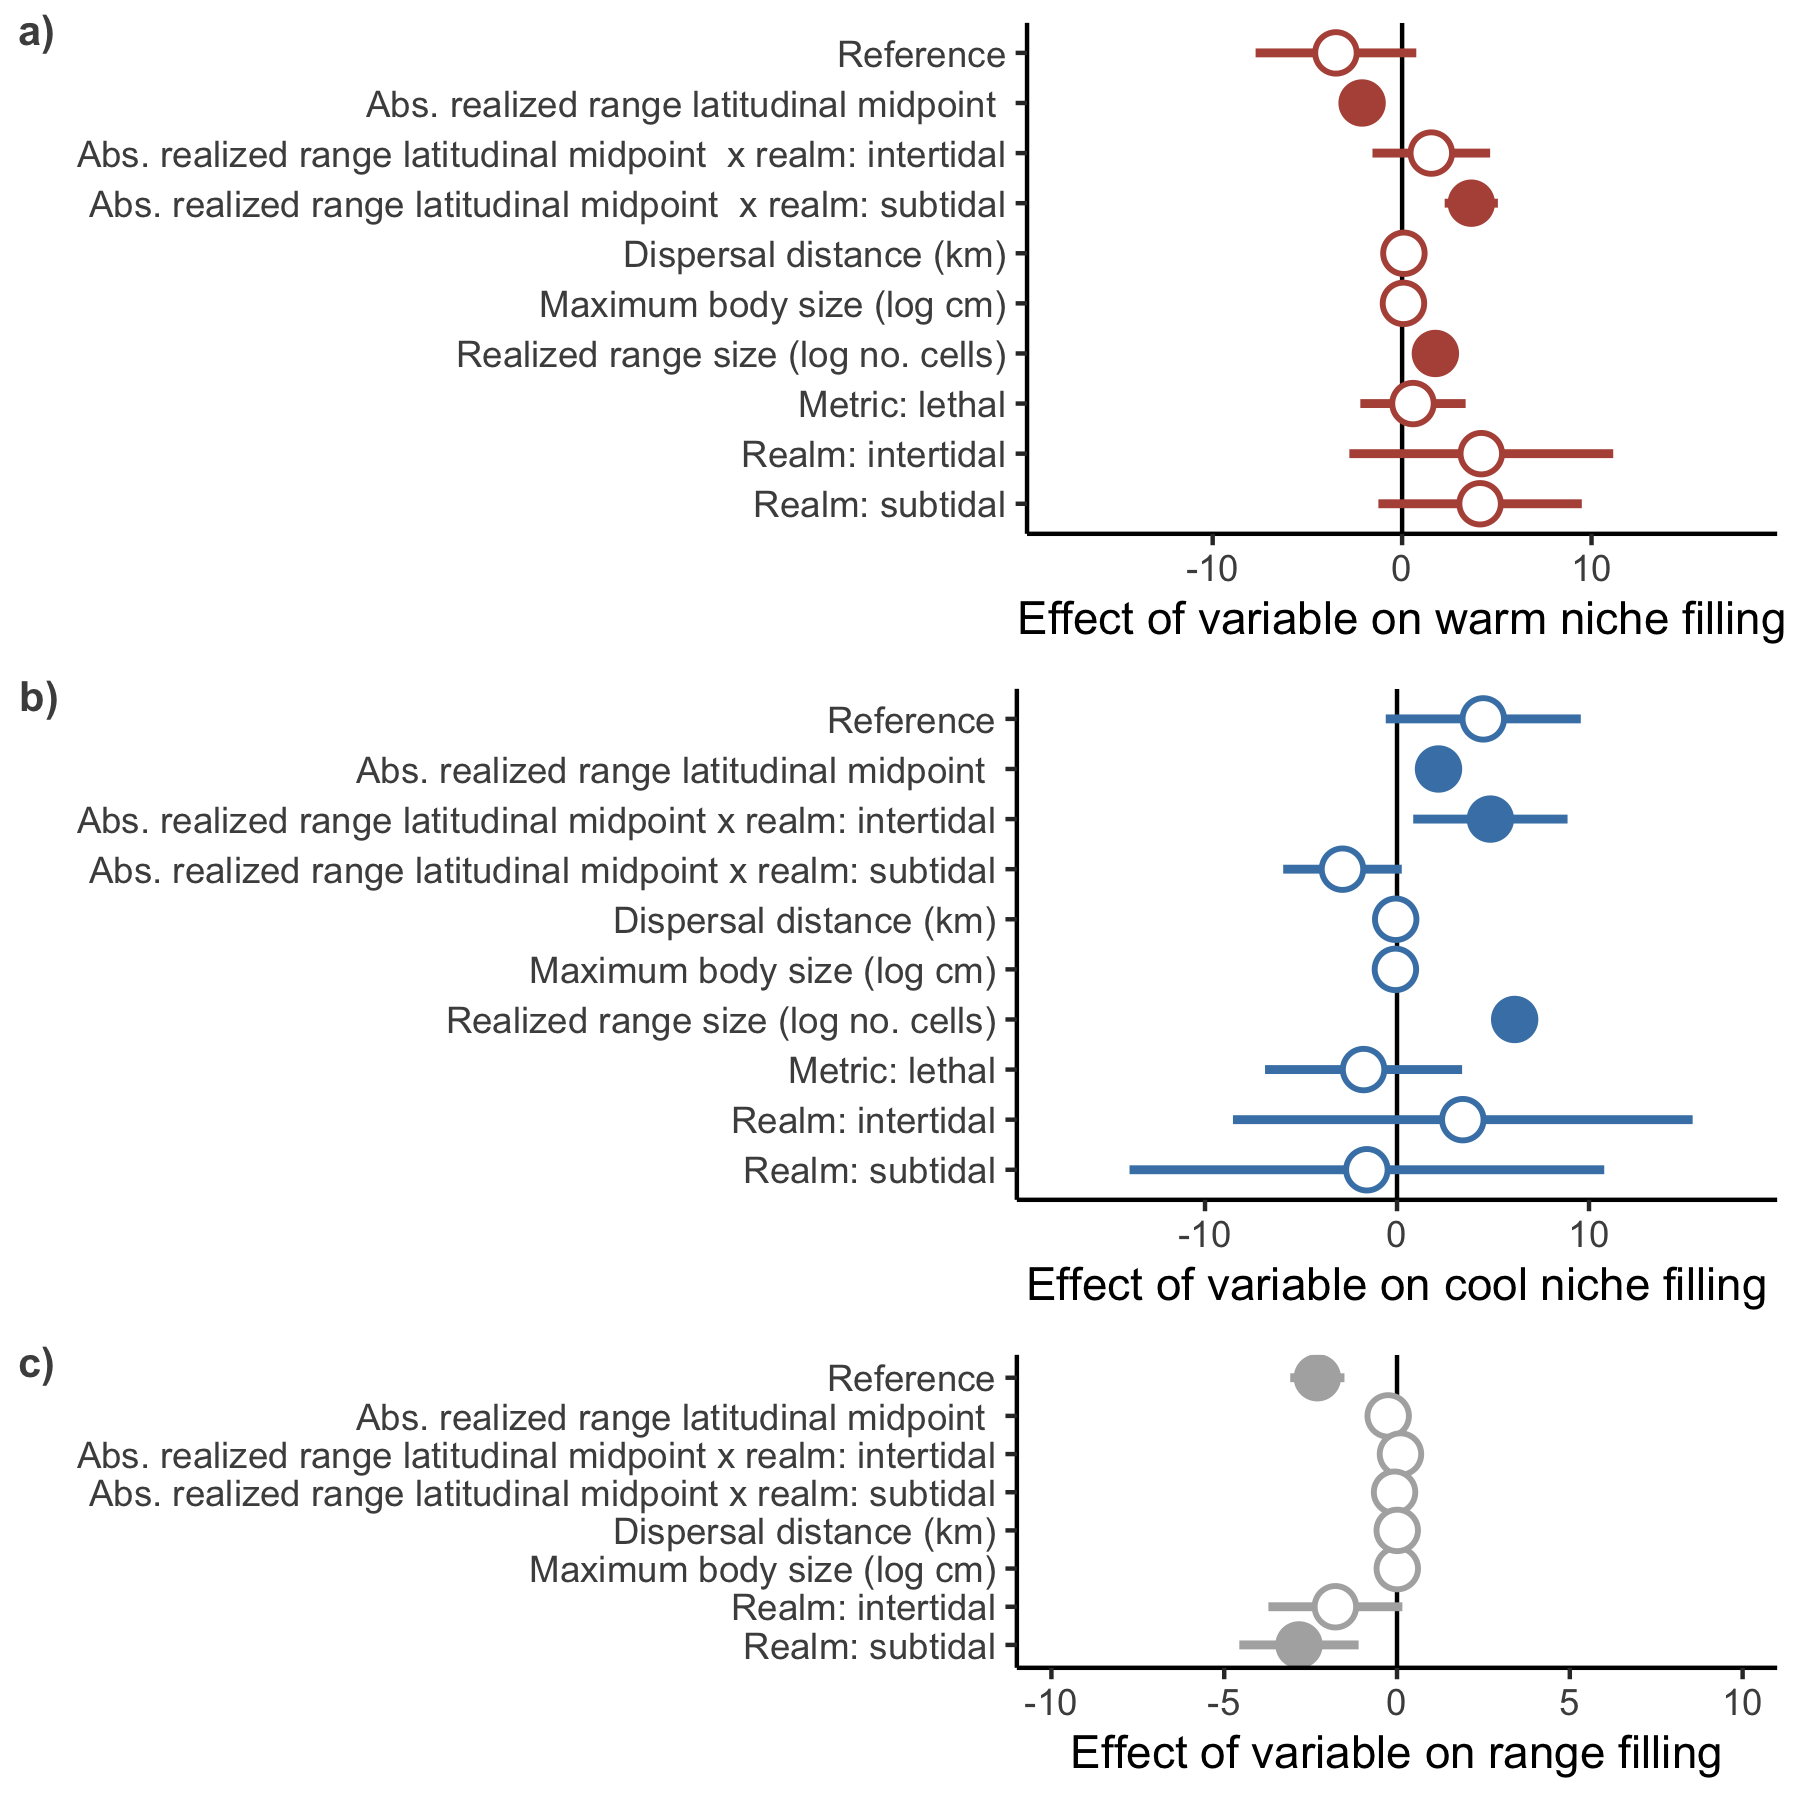 a)
Reference
Abs. realized range latitudinal midpoint
Abs. realized range latitudinal midpoint  x realm: intertidal
Abs. realized range latitudinal midpoint  x realm: subtidal
Dispersal distance (km)
Maximum body size (log cm)
Realized range size (log no. cells)
Metric: lethal
Realm: intertidal
Realm: subtidal
-10 0 10
Effect of variable on warm niche filling
b)
Reference
Abs. realized range latitudinal midpoint
Abs. realized range latitudinal midpoint x realm: intertidal
Abs. realized range latitudinal midpoint x realm: subtidal
Dispersal distance (km)
Maximum body size (log cm)
Realized range size (log no. cells)
Metric: lethal
Realm: intertidal
Realm: subtidal
-10 0 10
Effect of variable on cool niche filling
c)
Reference
Abs. realized range latitudinal midpoint
Abs. realized range latitudinal midpoint x realm: intertidal
Abs. realized range latitudinal midpoint x realm: subtidal
Dispersal distance (km)
Maximum body size (log cm)
Realm: intertidal
Realm: subtidal
-10 -5 0 5 10
Effect of variable on range filling